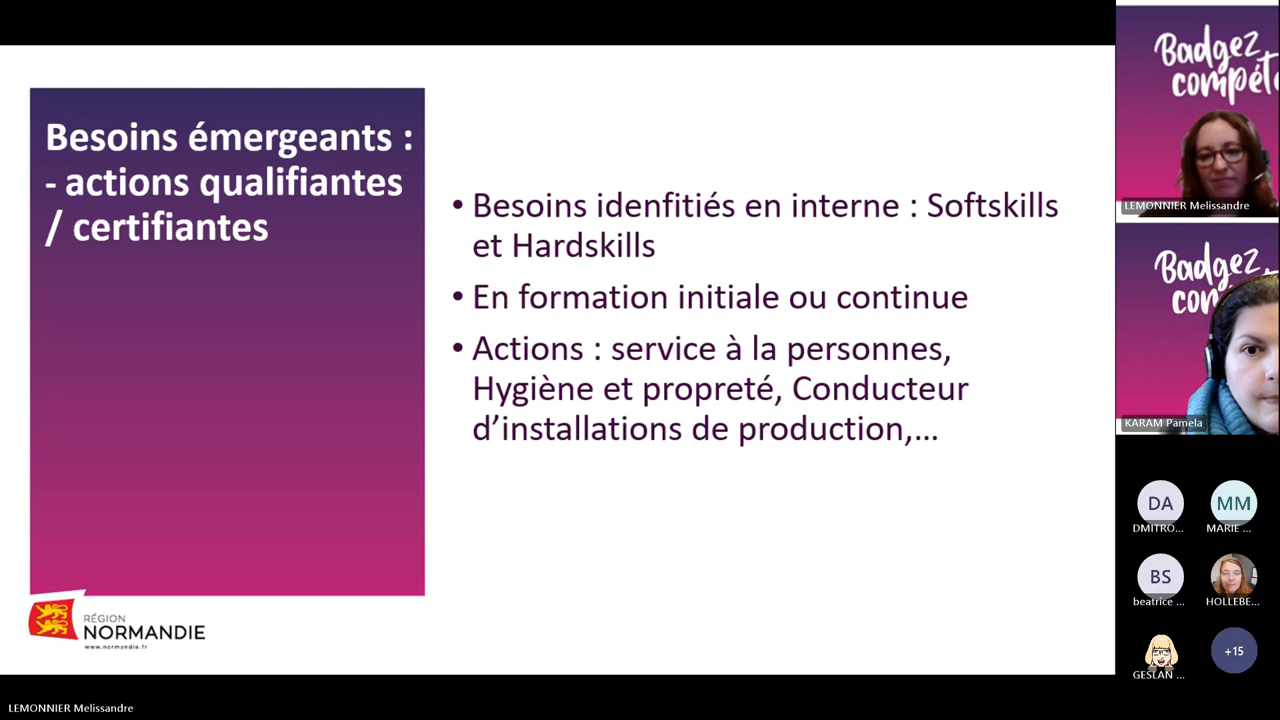 Besoins émergeants :
- actions qualifiantes
/ certifiantes
• Besoins idenfitiés en interne : Softskills
et Hardskills
• En formation initiale ou continue
• Actions : service à la personnes,
Hygiène et propreté, Conducteur
d’installations de production,...
RÉGION
NORMANDIE
www.normandie.fr
LEMONNIER Melissandre
Badgez
compéte
LEMONNIER Melissandre
Badgez
KARAM Pamela
DA
DMITRO...
MM
MARIE ...
BS
beatrice ...
HOLLEBE...
GESLAN ...
+15